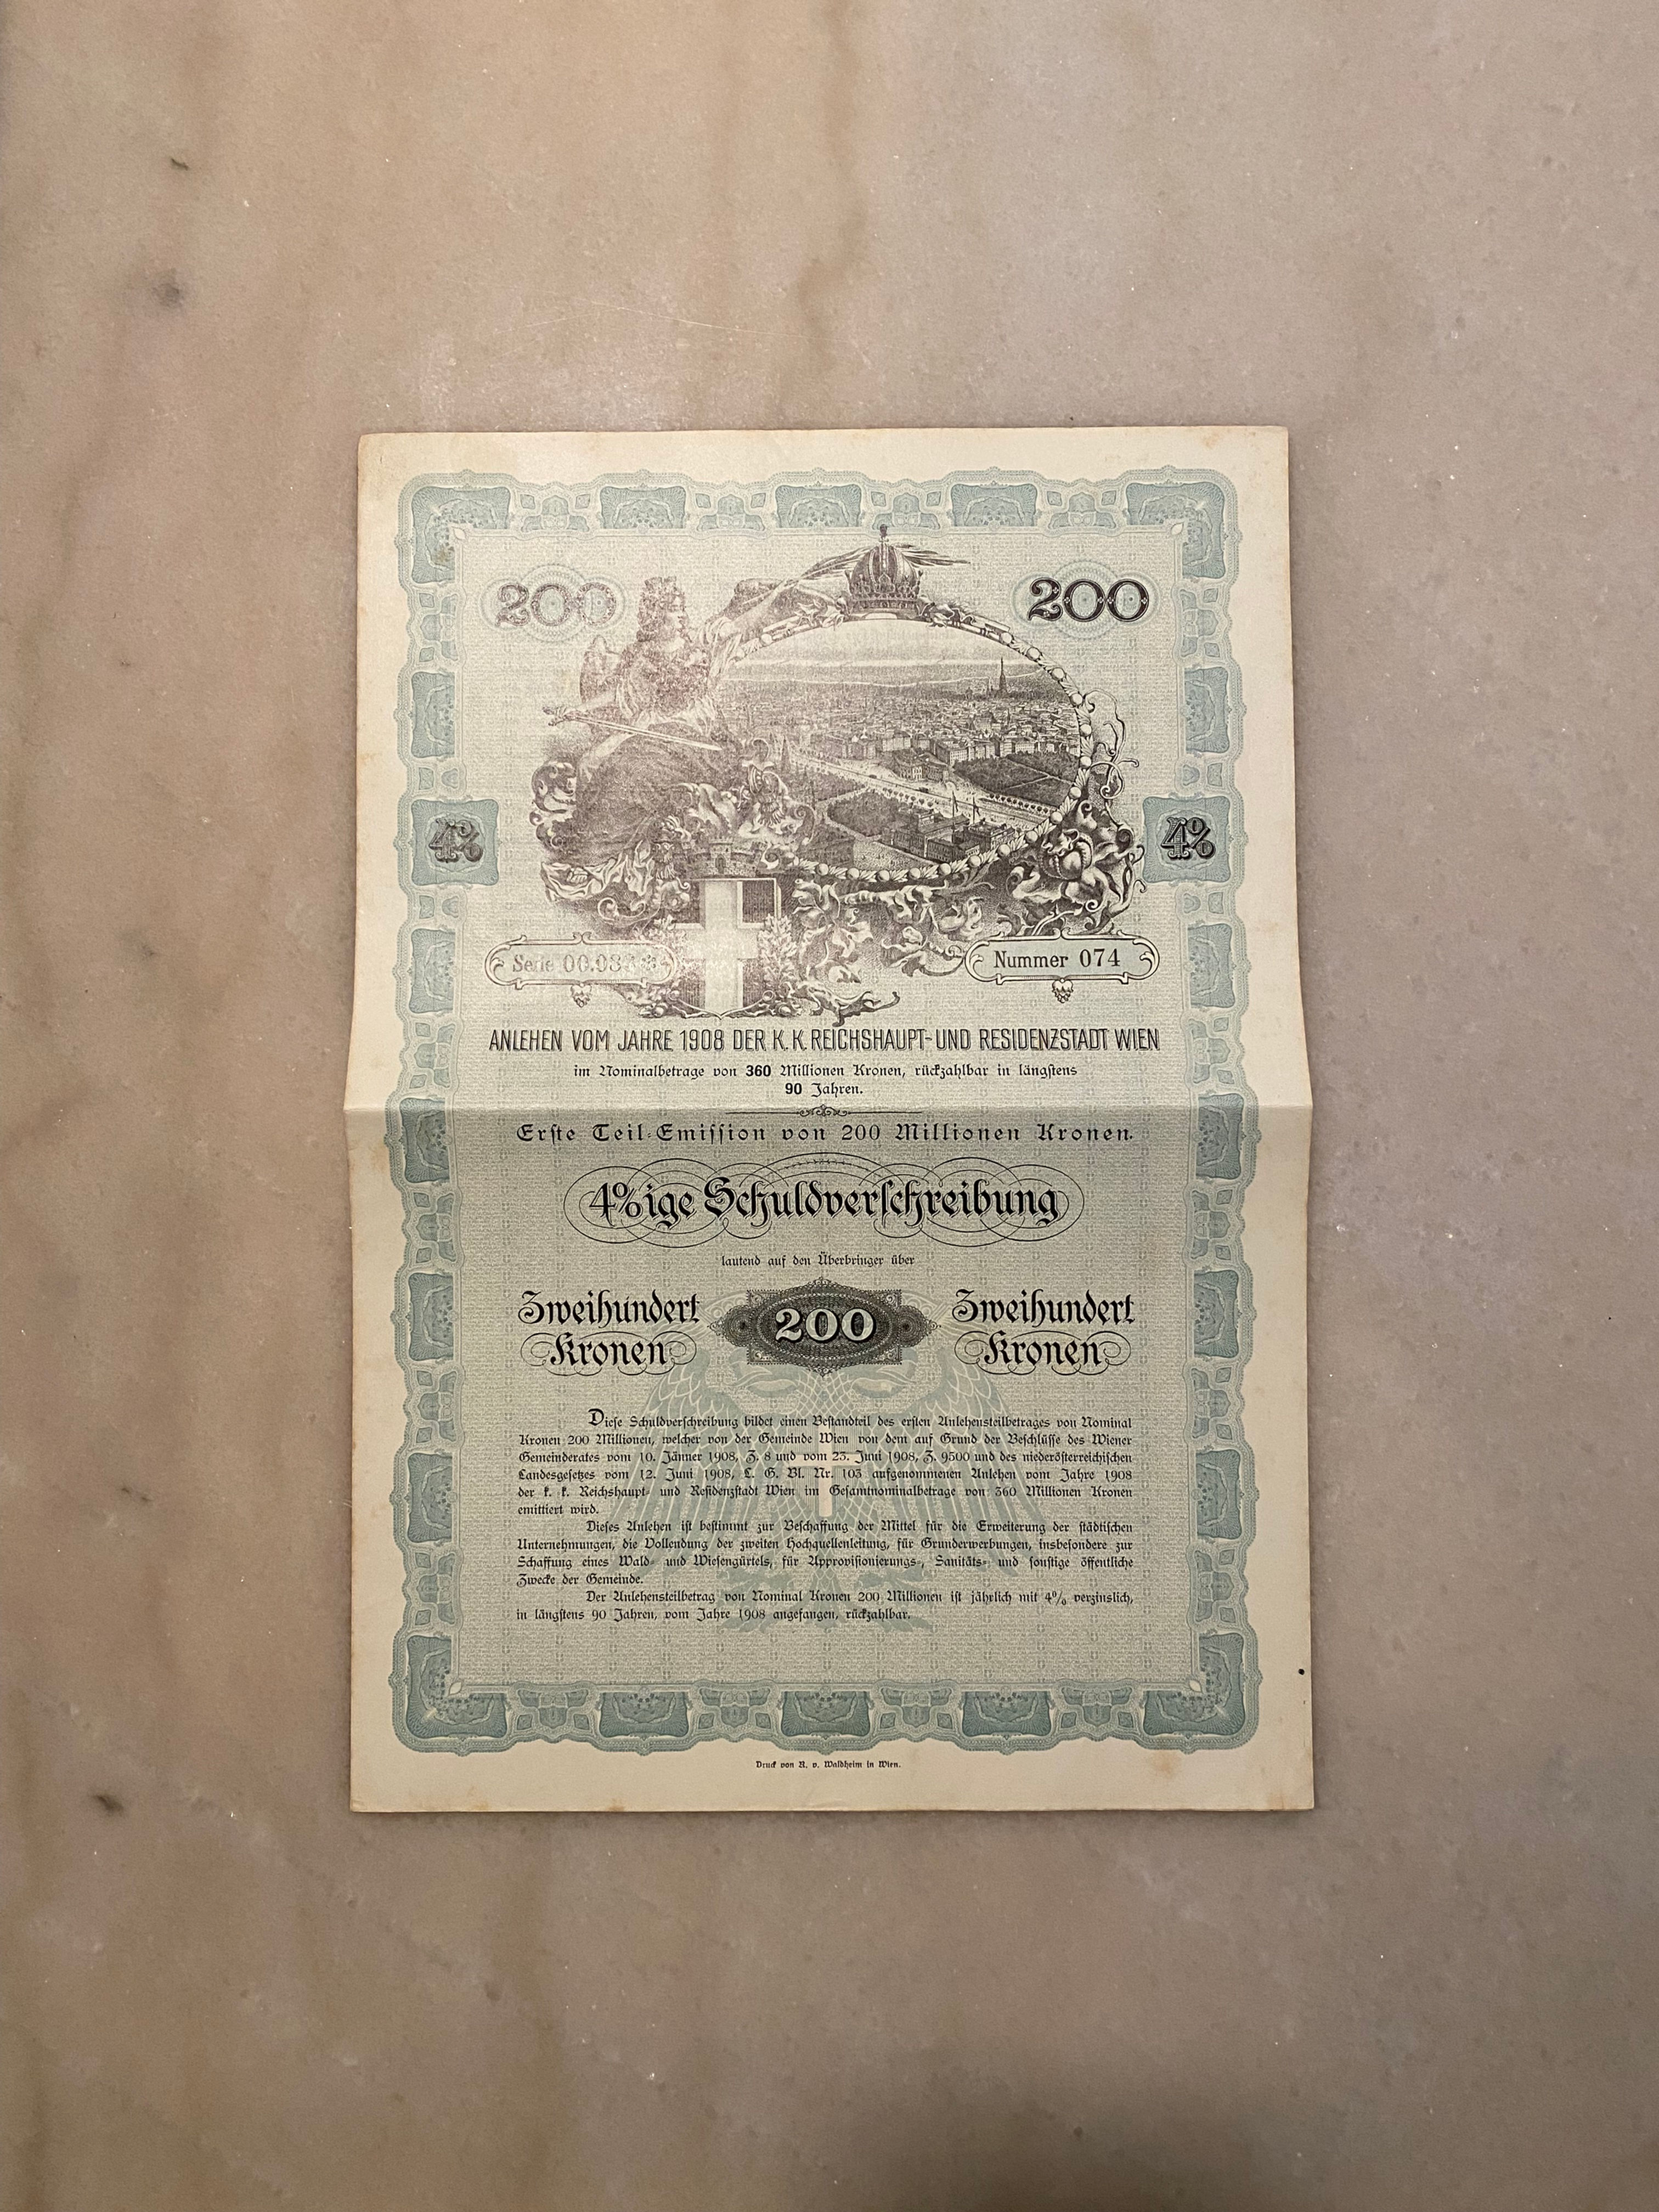 200 200
4% 4%
Serie Nummer 074
ANLEHEN VOM JAHRE 1908 DER K. K. REICHSHAUPT- UND RESIDENZSTADT WIEN
im Nominalbetrage von 360 Millionen Kronen, rückzahlbar in längstens
90 Jahren.
Erste Teil-Emission von 200 Millionen Kronen.
4%ige Schuldverschreibung
lautend auf den Überbringer über
Zweihundert 200 Zweihundert
Kronen Kronen
Diese Schuldverschreibung bildet einen Bestandteil des ersten Anlehensteilbetrages von Nominal
Kronen 200 Millionen, welcher von der Gemeinde Wien von dem auf Grund der Beschlüsse des Wiener
Gemeinderates vom 10. Jänner 1908, Z. 8 und vom 23. Juni 1908, Z. 9500 und des niederösterreichischen
Landesgesetzes vom 12. Juni 1908, L. G. Bl. Nr. 103 aufgenommenen Anlehen vom Jahre 1908
der k. k. Reichshaupt- und Residenzstadt Wien im Gesamtnominalbetrage von 360 Millionen Kronen
emittiert wird.
Dieses Anlehen ist bestimmt zur Beschaffung der Mittel für die Erweiterung der städtischen
Unternehmungen, die Vollendung der zweiten Hochquellenleitung, für Grunderwerbungen, insbesondere zur
Schaffung eines Wald- und Wiesengürtels, für Approvisionierungs-, Sanitäts- und sonstige öffentliche
Zwecke der Gemeinde.
Der Anlehensteilbetrag von Nominal Kronen 200 Millionen ist jährlich mit 4% verzinslich,
in längstens 90 Jahren, vom Jahre 1908 angefangen, rückzahlbar.
Druck von R. v. Waldheim in Wien.